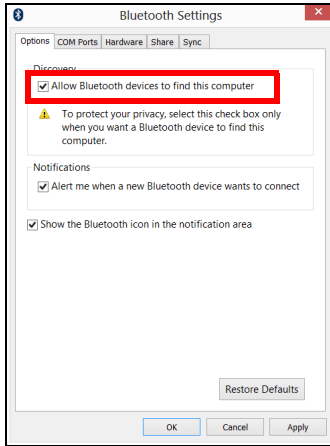 Bluetooth Settings
Options COM Ports Hardware Share Sync
Discovery
Allow Bluetooth devices to find this computer
To protect your privacy, select this check box only
when you want a Bluetooth device to find this
computer.
Notifications
Alert me when a new Bluetooth device wants to connect
Show the Bluetooth icon in the notification area
Restore Defaults
OK Cancel Apply